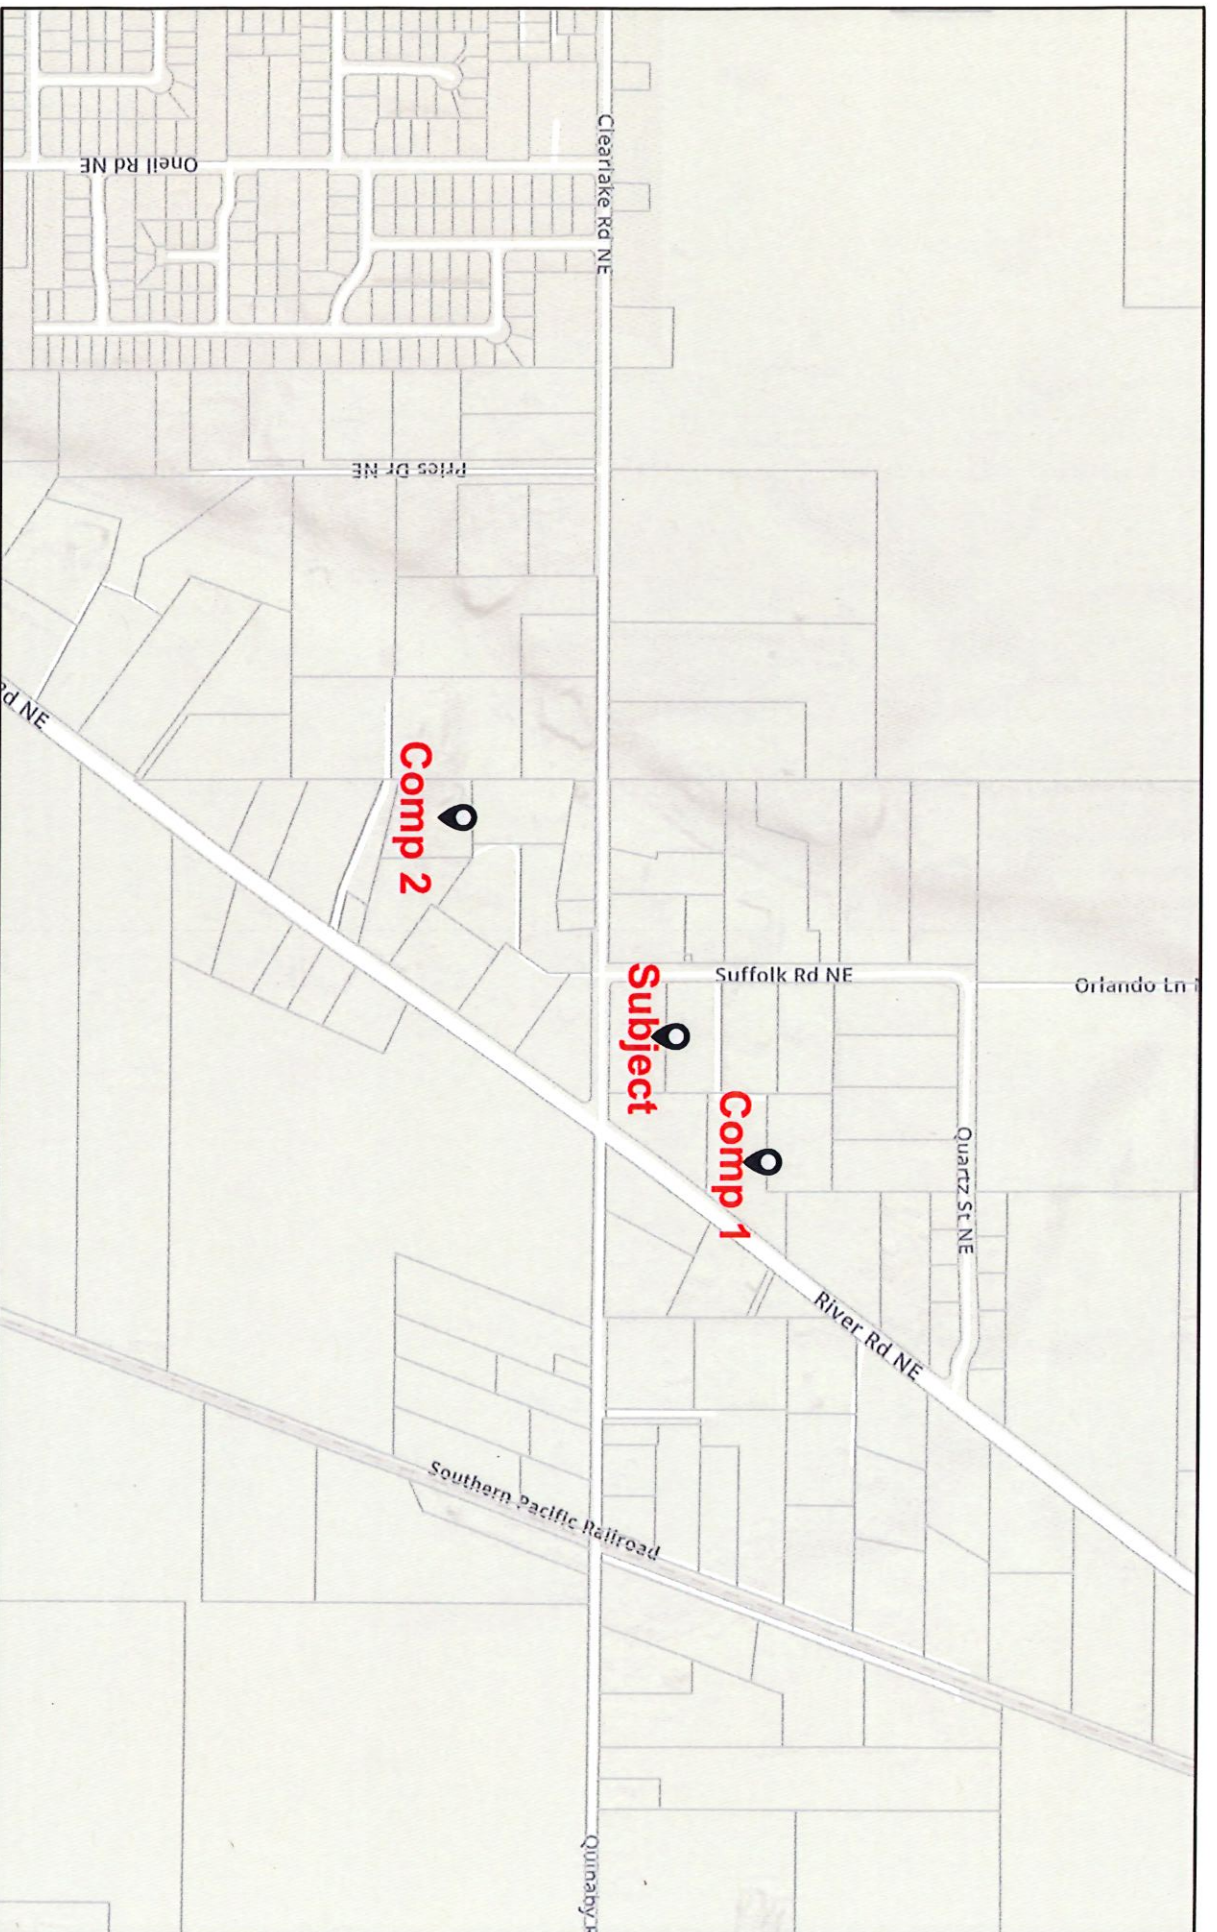 Clearlake Rd NE
Oneil Rd NE
Pries Dr NE
Rd NE
Comp 2
Suffolk Rd NE
Orlando Ln
Subject
Comp 1
Quartz St NE
River Rd NE
Southern Pacific Railroad
Quinaby